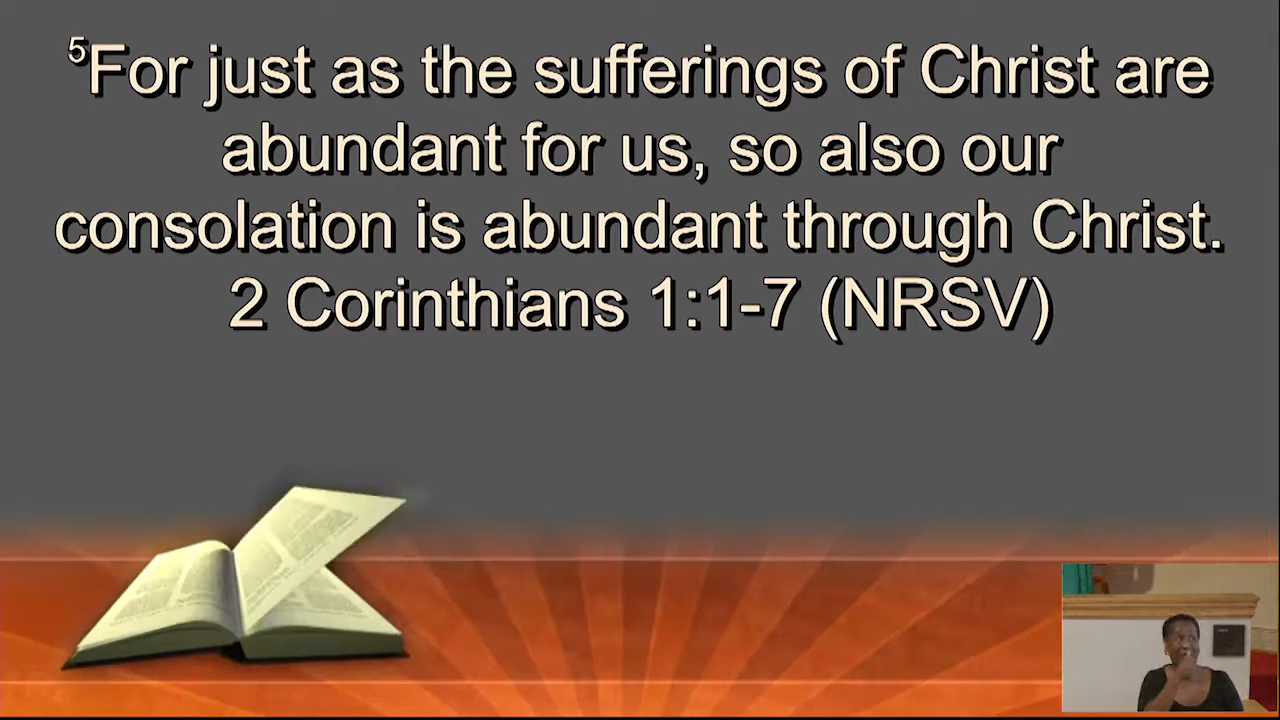 5For just as the sufferings of Christ are
abundant for us, so also our
consolation is abundant through Christ.
2 Corinthians 1:1-7 (NRSV)